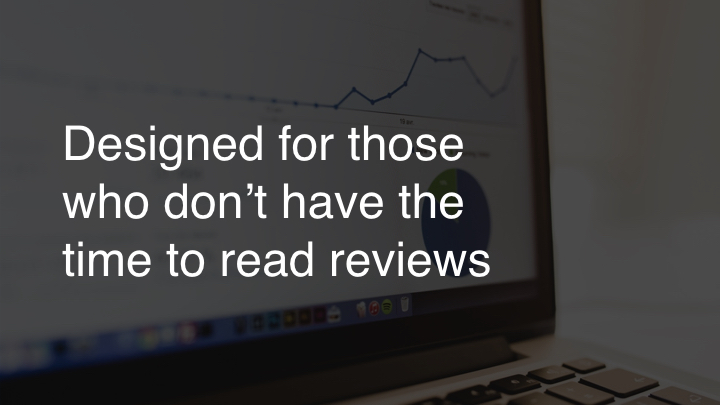 Designed for those
who don’t have the
time to read reviews